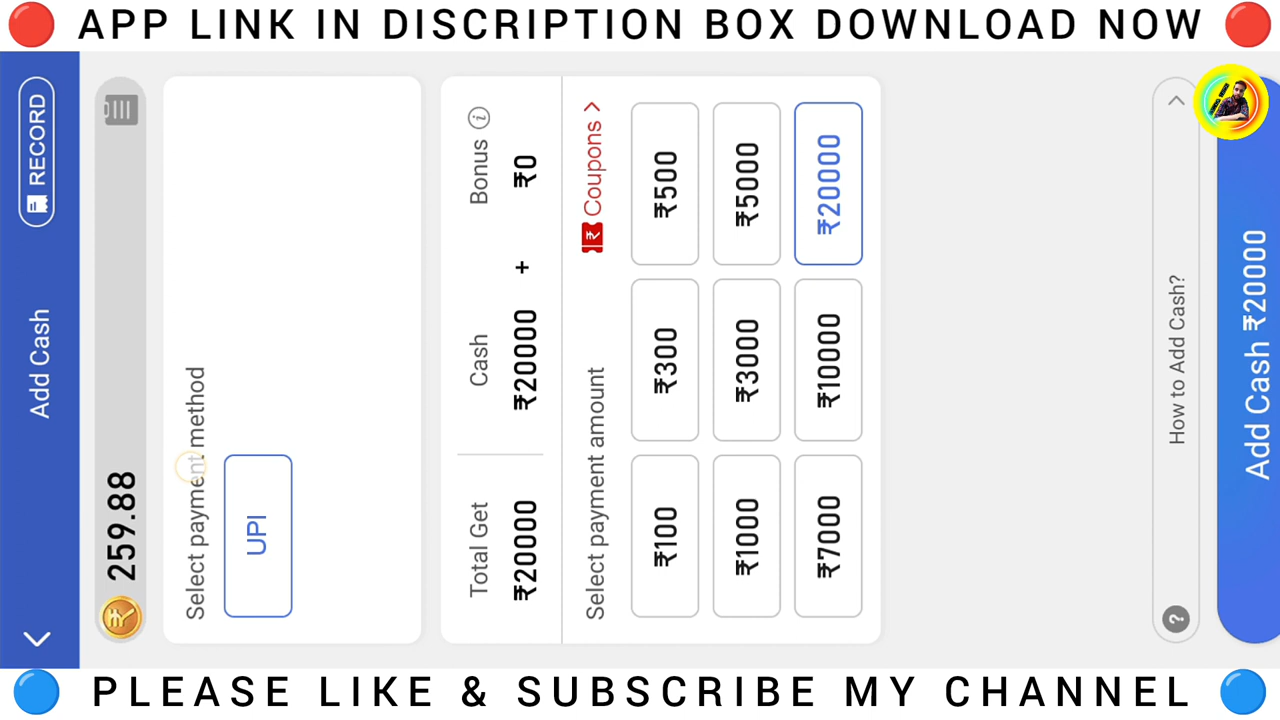 APP LINK IN DISCRIPTION BOX DOWNLOAD NOW
Add Cash
RECORD
259.88
Select payment method
UPI
Total Get Cash Bonus
₹20000 ₹20000 + ₹0
Select payment amount
Coupons >
₹100 ₹300 ₹500
₹1000 ₹3000 ₹5000
₹7000 ₹10000 ₹20000
? How to Add Cash?
Add Cash ₹20000
PLEASE LIKE & SUBSCRIBE MY CHANNEL